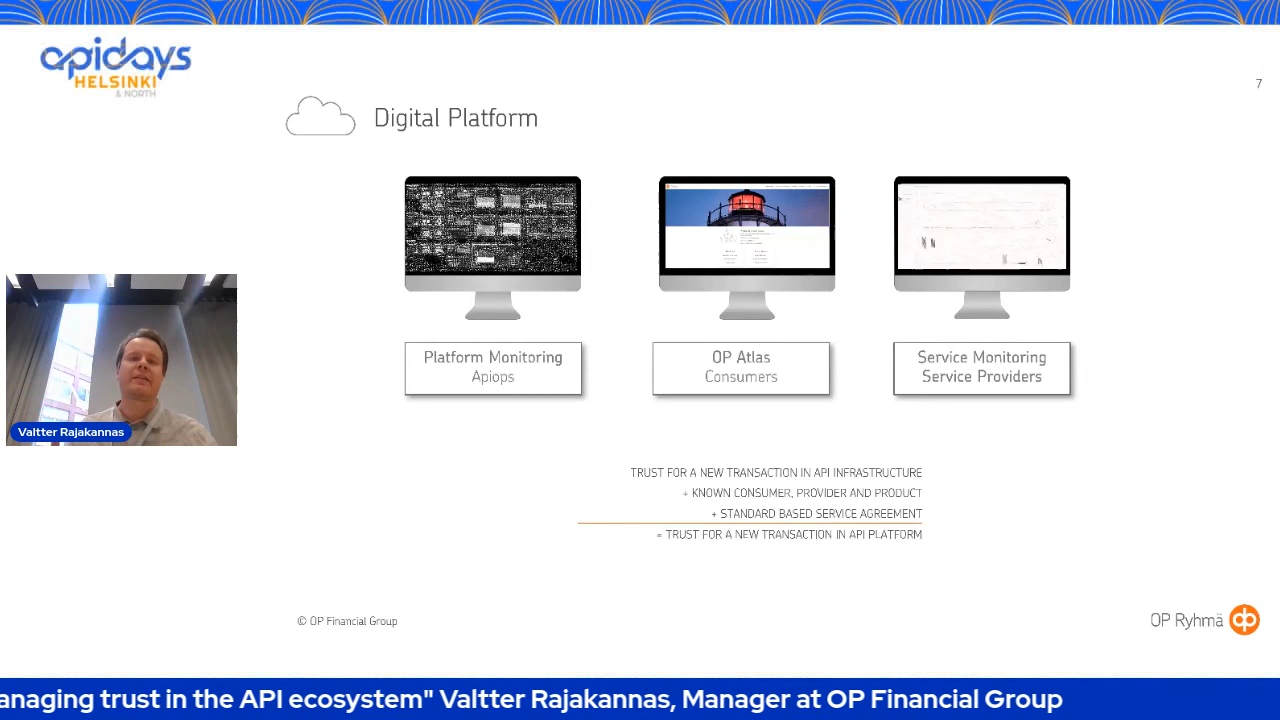 apidays
HELSINKI
& NORTH
7
Digital Platform
Platform Monitoring
Apiops
OP Atlas
Consumers
Service Monitoring
Service Providers
Valtter Rajakannas
TRUST FOR A NEW TRANSACTION IN API INFRASTRUCTURE
+ KNOWN CONSUMER, PROVIDER AND PRODUCT
+ STANDARD BASED SERVICE AGREEMENT
= TRUST FOR A NEW TRANSACTION IN API PLATFORM
© OP Financial Group
OP Ryhmä
anaging trust in the API ecosystem" Valtter Rajakannas, Manager at OP Financial Group